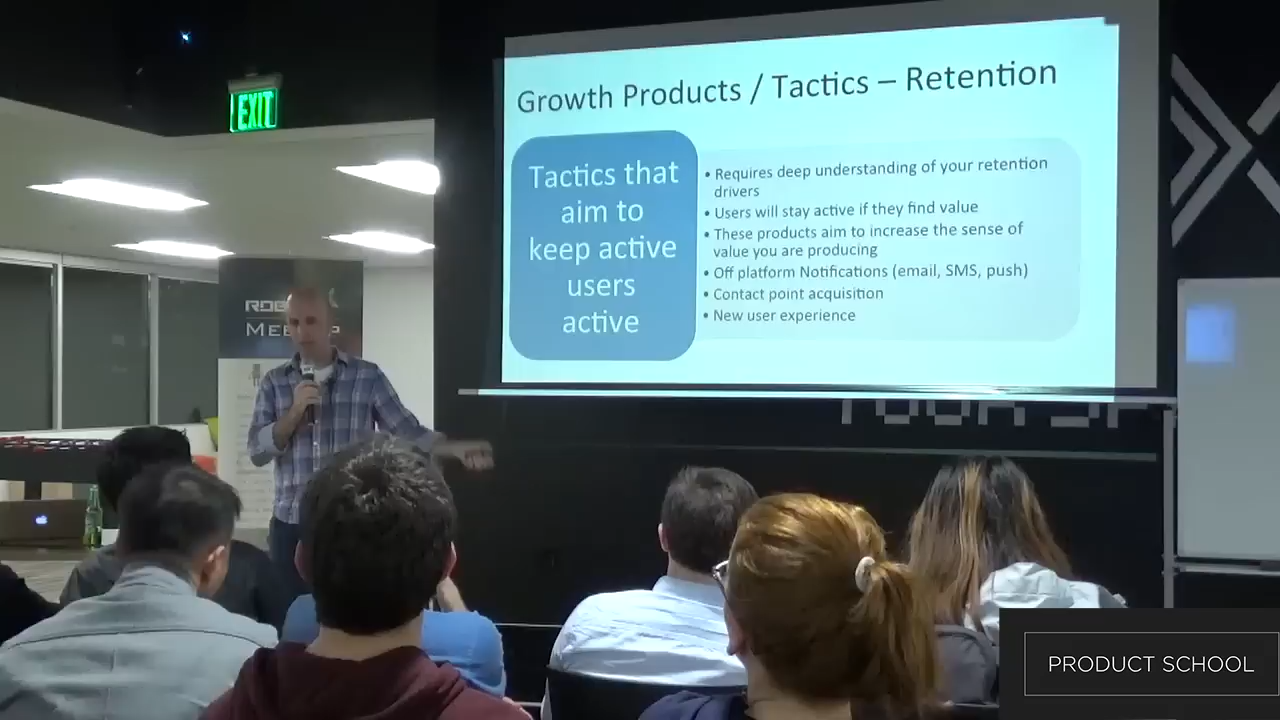 EXIT
Growth Products / Tactics – Retention
Tactics that
aim to
keep active
users
active
• Requires deep understanding of your retention
drivers
• Users will stay active if they find value
• These products aim to increase the sense of
value you are producing
• Off platform Notifications (email, SMS, push)
• Contact point acquisition
• New user experience
PRODUCT SCHOOL